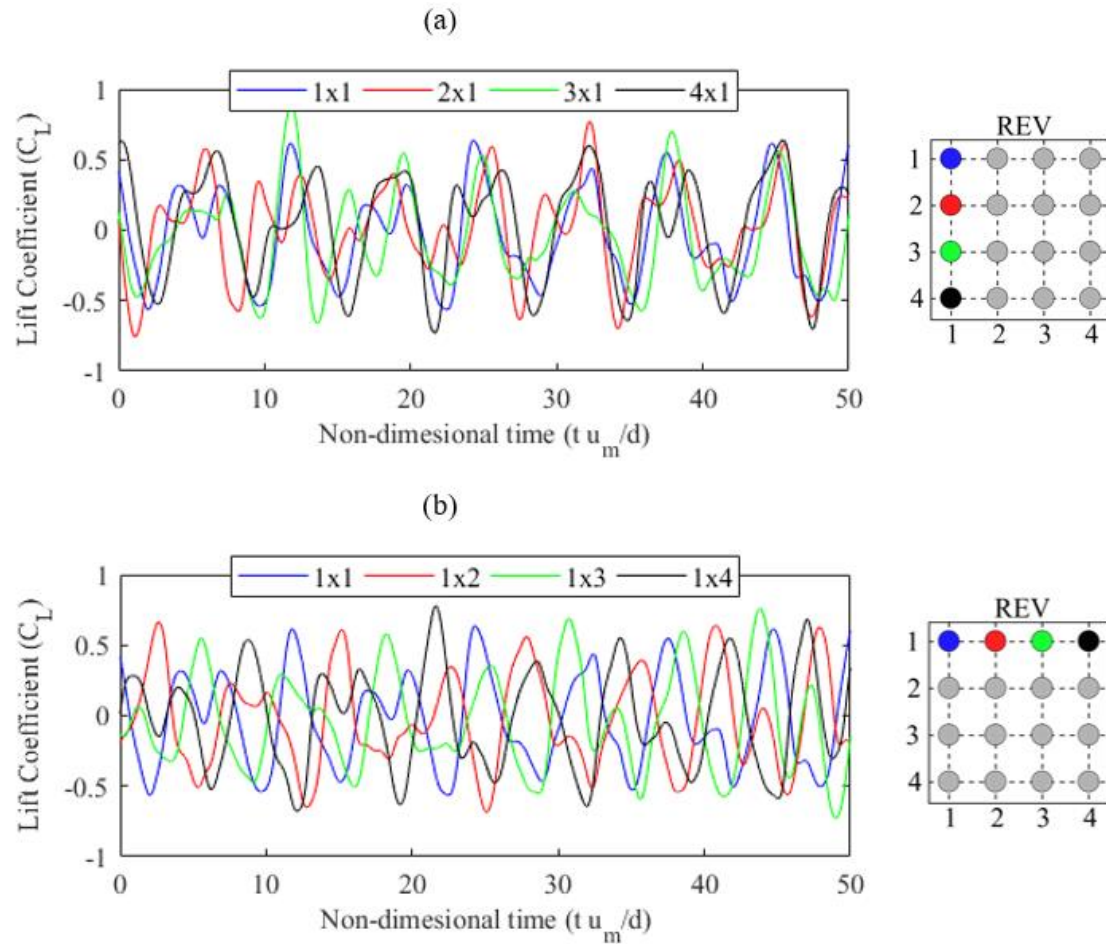 (a)
1x1 2x1 3x1 4x1
1
0.5
0
-0.5
-1
Lift Coefficient (C_L)
0 10 20 30 40 50
Non-dimesional time (t u_m/d)
REV
1
2
3
4
1 2 3 4
(b)
1x1 1x2 1x3 1x4
1
0.5
0
-0.5
-1
Lift Coefficient (C_L)
0 10 20 30 40 50
Non-dimesional time (t u_m/d)
REV
1
2
3
4
1 2 3 4